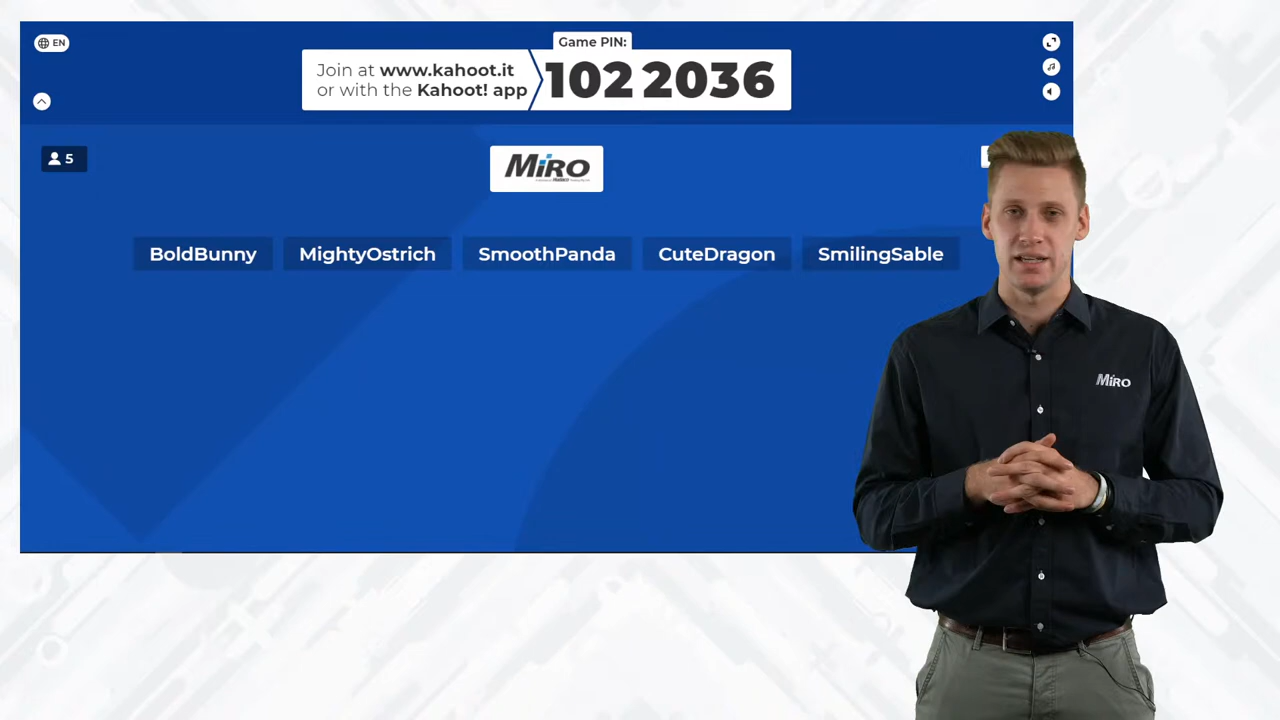 EN
Game PIN:
Join at www.kahoot.it
or with the Kahoot! app
102 2036
5
MiRO
BoldBunny
MightyOstrich
SmoothPanda
CuteDragon
SmilingSable
MiRO